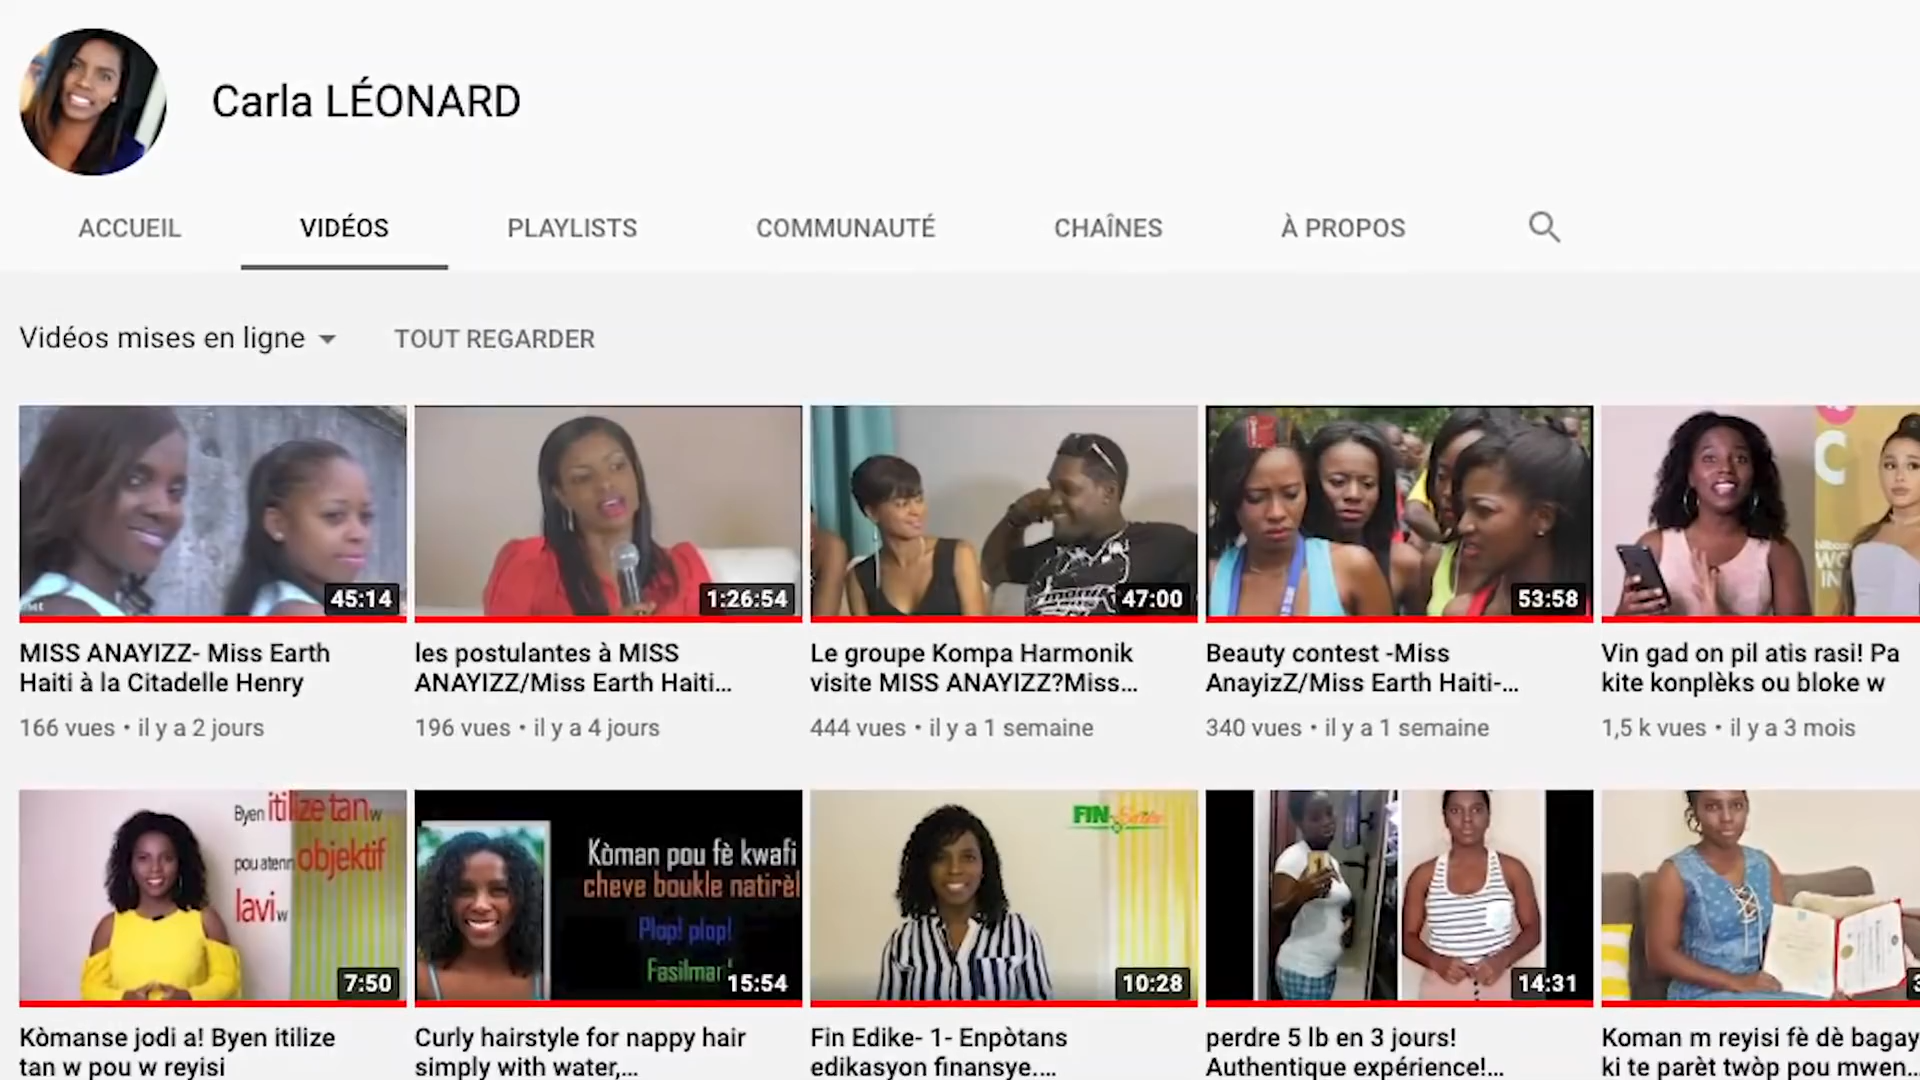 Carla LÉONARD
ACCUEIL
VIDÉOS
PLAYLISTS
COMMUNAUTÉ
CHAÎNES
À PROPOS
Vidéos mises en ligne
TOUT REGARDER
45:14
1:26:54
47:00
53:58
C
MISS ANAYIZZ- Miss Earth
Haiti à la Citadelle Henry
166 vues • il y a 2 jours
les postulantes à MISS
ANAYIZZ/Miss Earth Haiti...
196 vues • il y a 4 jours
Le groupe Kompa Harmonik
visite MISS ANAYIZZ?Miss...
444 vues • il y a 1 semaine
Beauty contest -Miss
AnayizZ/Miss Earth Haiti-...
340 vues • il y a 1 semaine
Vin gad on pil atis rasi! Pa
kite konplèks ou bloke w
1,5 k vues • il y a 3 mois
Byen itilize tan w
pou atenn objektif
lavi w
7:50
Kòman pou fè kwafi
cheve boukle natirèl
Plop! plop!
Fasilman!
15:54
FIN
10:28
14:31
Kòmanse jodi a! Byen itilize
tan w pou w reyisi
Curly hairstyle for nappy hair
simply with water,...
Fin Edike- 1- Enpòtans
edikasyon finansye....
perdre 5 lb en 3 jours!
Authentique expérience!...
Koman m reyisi fè dè bagay
ki te parèt twòp pou mwen...